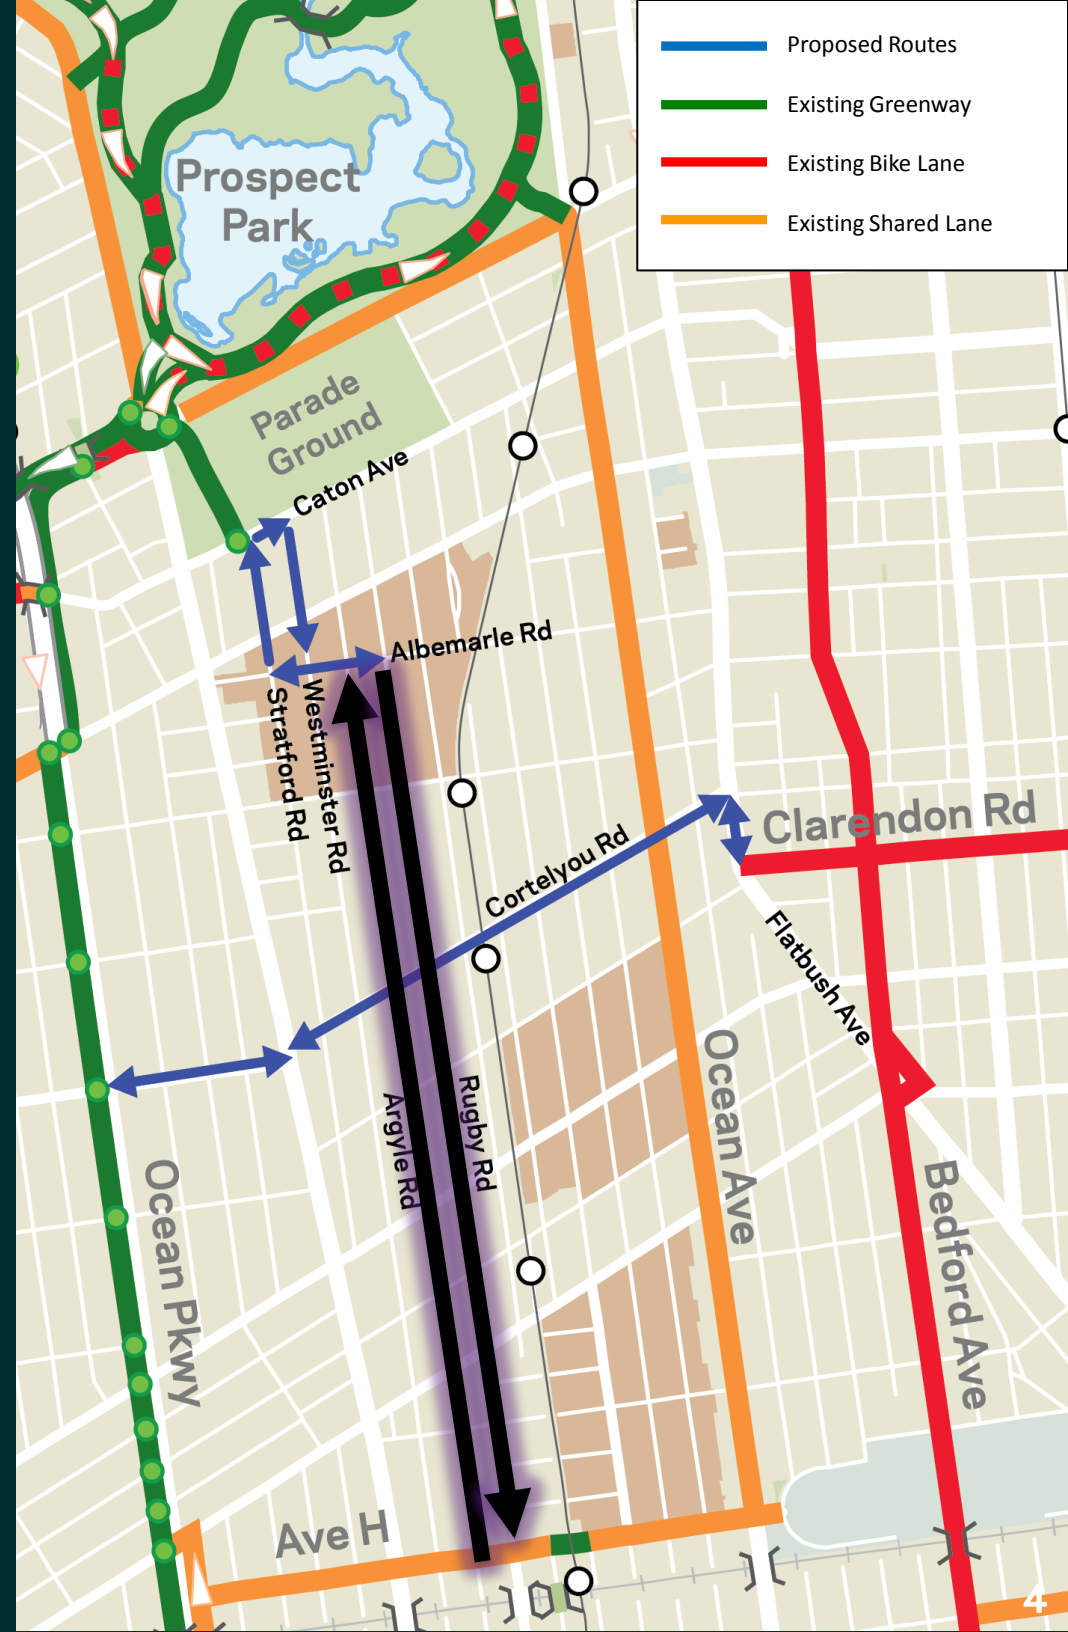 Proposed Routes
Existing Greenway
Existing Bike Lane
Existing Shared Lane
Prospect
Park
Parade
Ground
Caton Ave
Albemarle Rd
Westminster Rd
Stratford Rd
Clarendon Rd
Cortelyou Rd
Flatbush Ave
Ocean Ave
Rugby Rd
Argyle Rd
Ocean Pkwy
Bedford Ave
Ave H
4